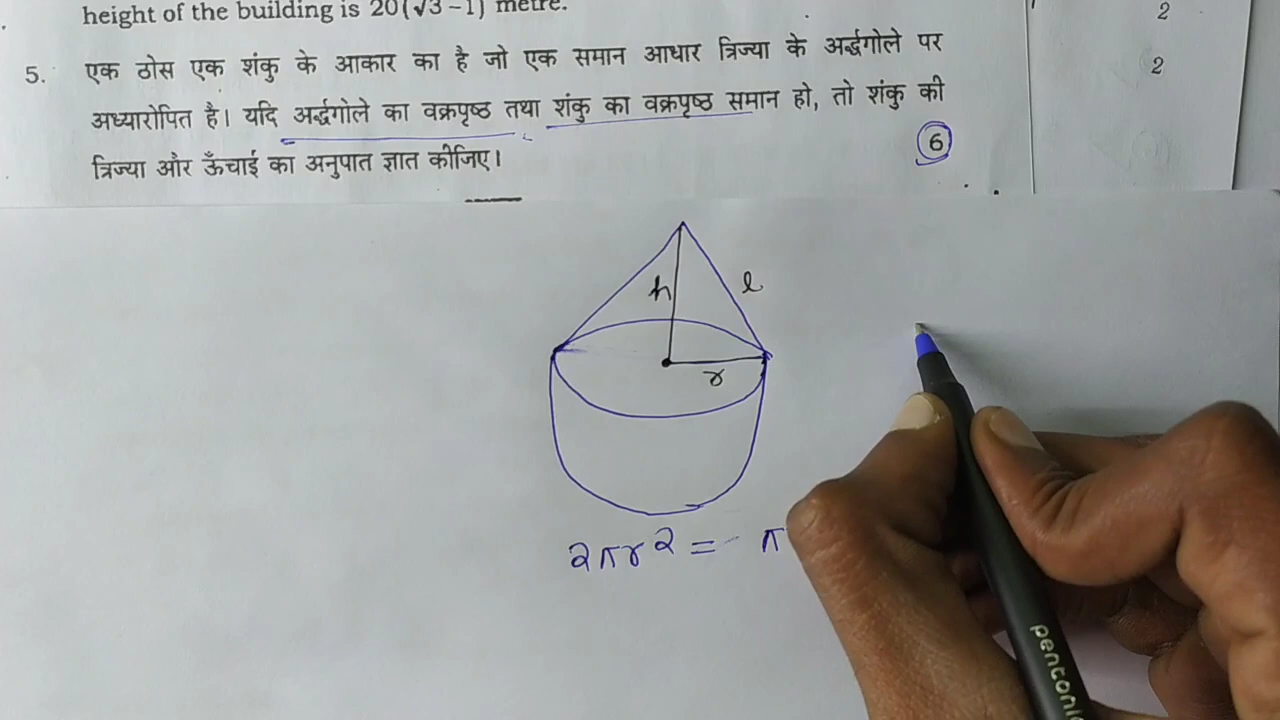 height of the building is 20(√3 -1) metre.
2
5. एक ठोस एक शंकु के आकार का है जो एक समान आधार त्रिज्या के अर्द्धगोले पर
2
अध्यारोपित है। यदि अर्द्धगोले का वक्रपृष्ठ तथा शंकु का वक्रपृष्ठ समान हो, तो शंकु की
त्रिज्या और ऊँचाई का अनुपात ज्ञात कीजिए।
6
h
l
r
2πr2 = π
pentonic